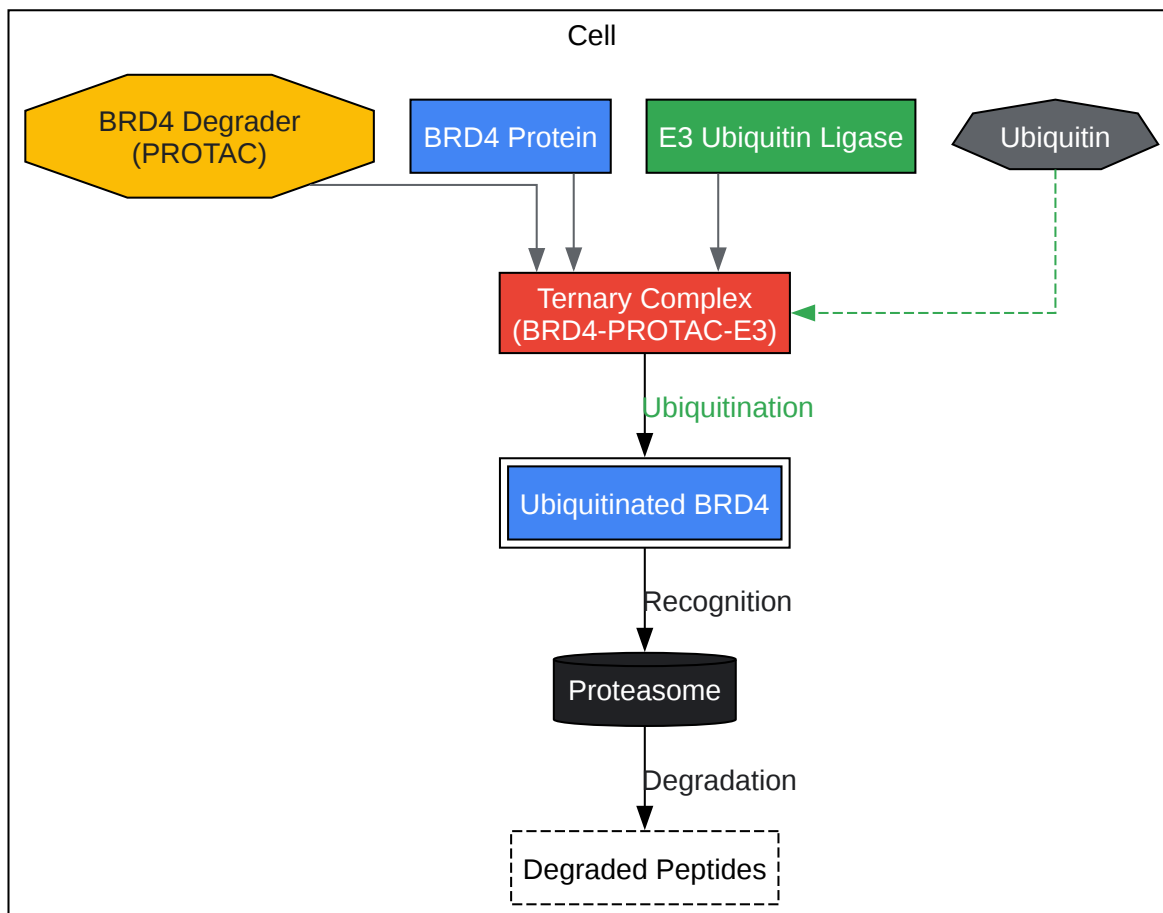 Cell
BRD4 Degrader
(PROTAC)
BRD4 Protein
E3 Ubiquitin Ligase
Ubiquitin
Ternary Complex
(BRD4-PROTAC-E3)
Ubiquitination
Ubiquitinated BRD4
Recognition
Proteasome
Degradation
Degraded Peptides